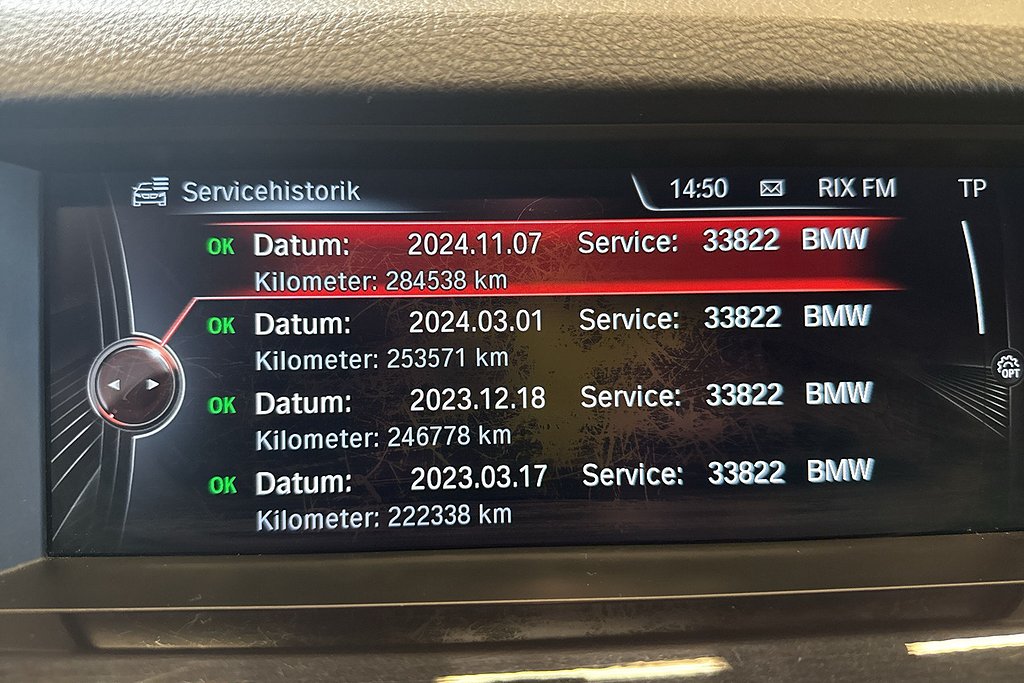 Servicehistorik 14:50 RIX FM TP
OK Datum: 2024.11.07 Service: 33822 BMW
Kilometer: 284538 km
OK Datum: 2024.03.01 Service: 33822 BMW
Kilometer: 253571 km
OK Datum: 2023.12.18 Service: 33822 BMW
Kilometer: 246778 km
OPT
OK Datum: 2023.03.17 Service: 33822 BMW
Kilometer: 222338 km